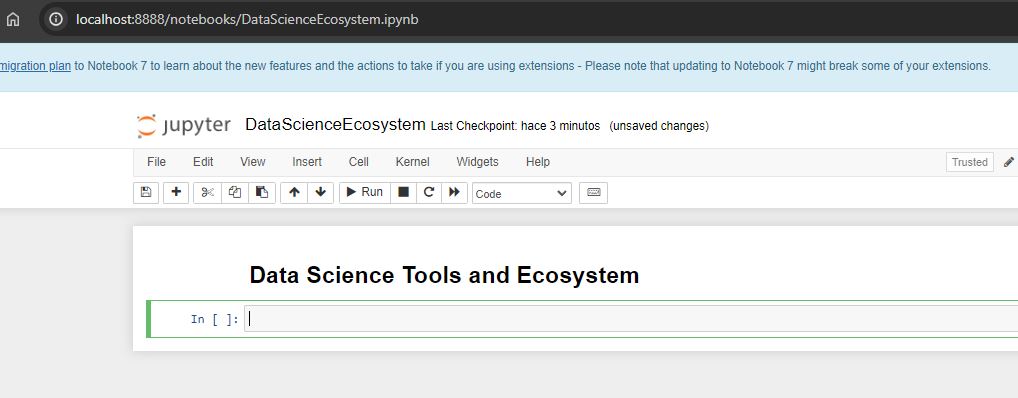 localhost:8888/notebooks/DataScienceEcosystem.ipynb
migration plan to Notebook 7 to learn about the new features and the actions to take if you are using extensions - Please note that updating to Notebook 7 might break some of your extensions.
jupyter DataScienceEcosystem Last Checkpoint: hace 3 minutos (unsaved changes)
File Edit View Insert Cell Kernel Widgets Help Trusted
Run Code
Data Science Tools and Ecosystem
In [ ]: